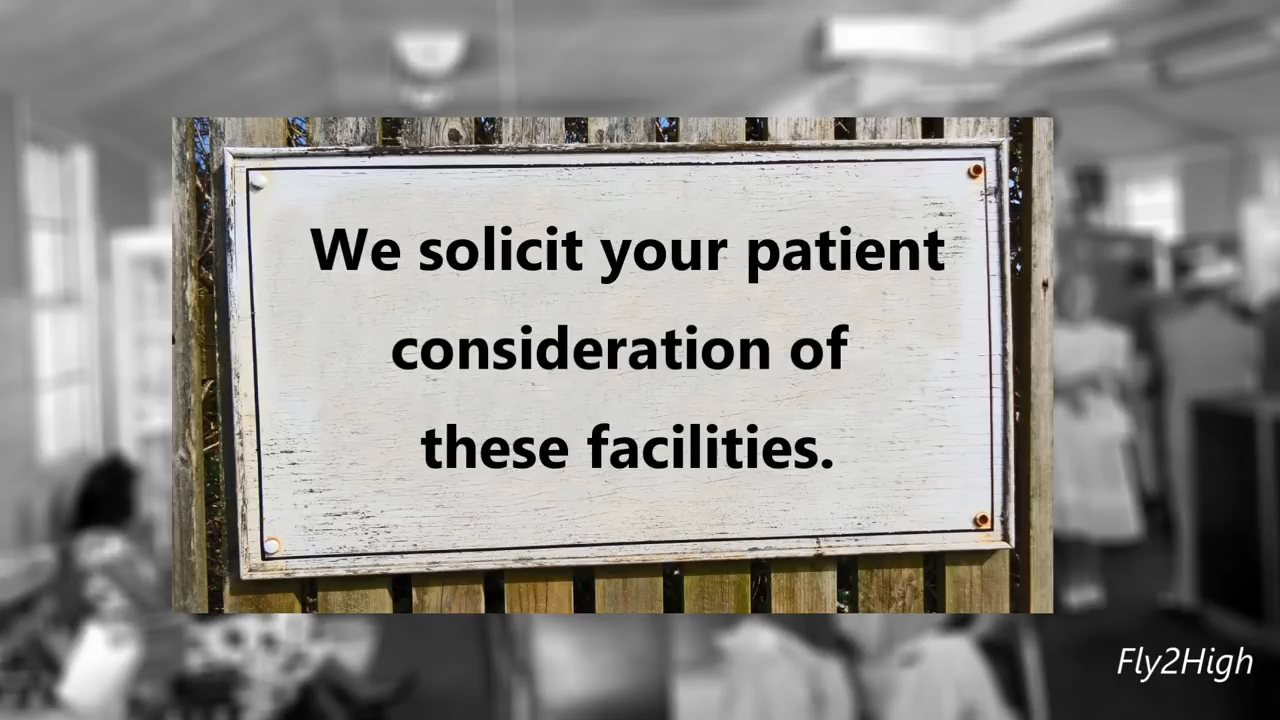 We solicit your patient
consideration of
these facilities.
Fly2High